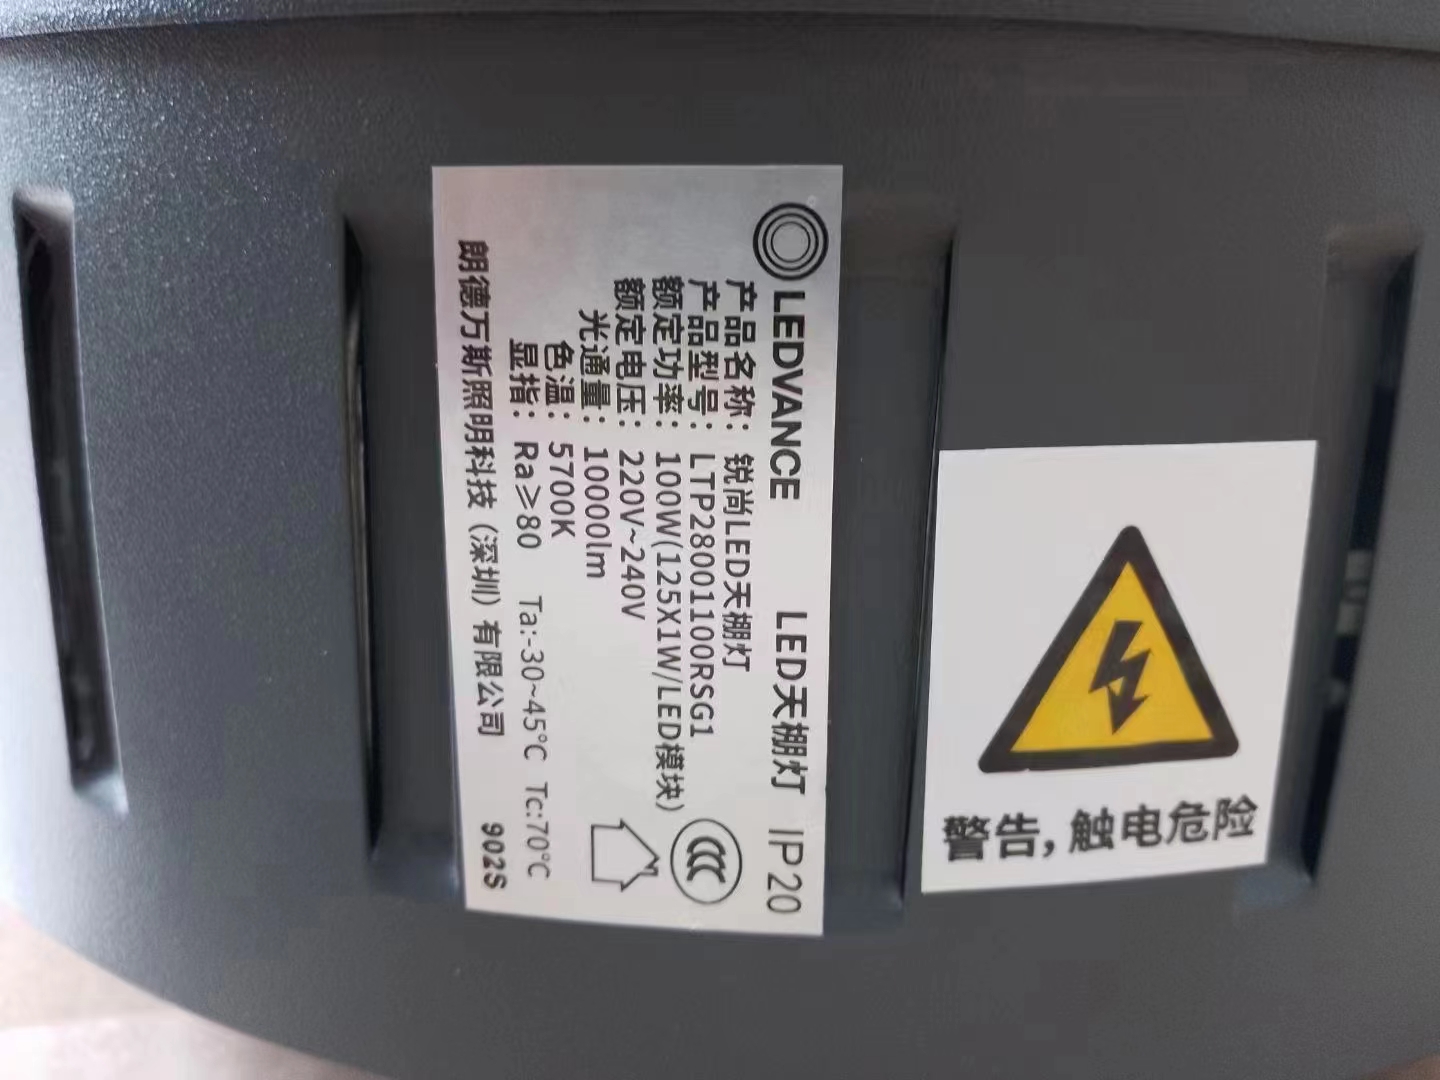 LEDVANCE LED天棚灯 IP20
产品名称: 锐尚LED天棚灯
产品型号: LTP28001100RSG1
额定功率: 100W(125X1W/LED模块)
额定电压: 220V~240V
光通量: 10000lm
色温: 5700K
显指: Ra≥80 Ta:-30~45℃ Tc:70℃
朗德万斯照明科技(深圳)有限公司 902S
CCC
警告,触电危险